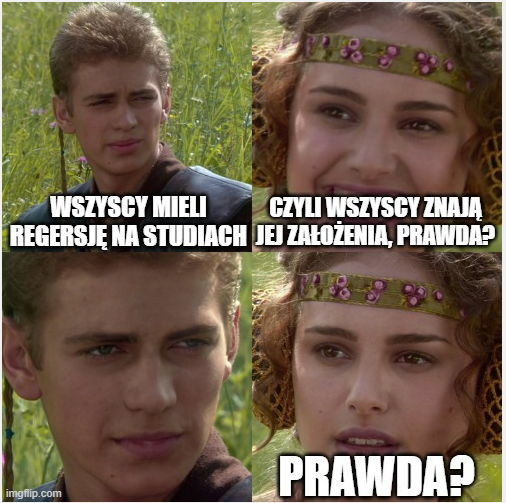 WSZYSCY MIELI
REGERSJĘ NA STUDIACH
CZYLI WSZYSCY ZNAJĄ
JEJ ZAŁOŻENIA, PRAWDA?
PRAWDA?
imgflip.com